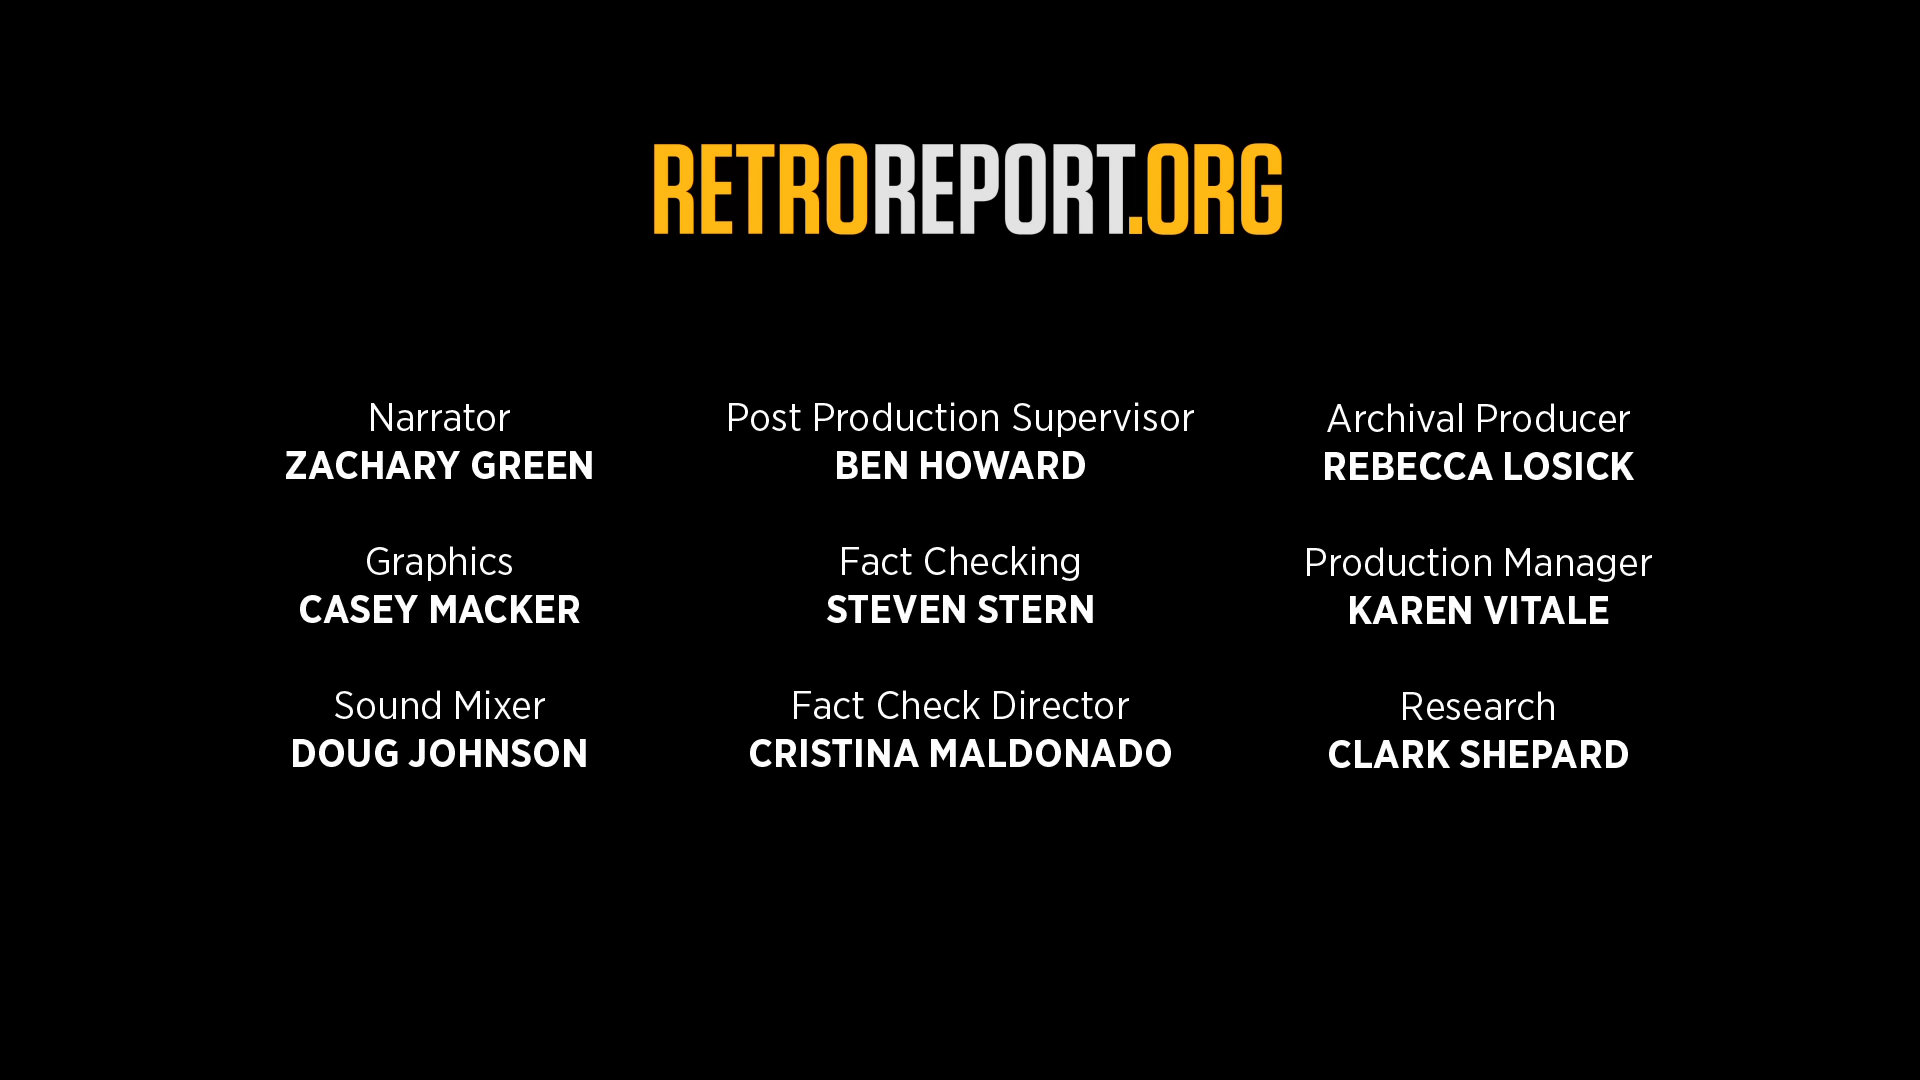 RETROREPORT.ORG
Narrator
ZACHARY GREEN
Graphics
CASEY MACKER
Sound Mixer
DOUG JOHNSON
Post Production Supervisor
BEN HOWARD
Fact Checking
STEVEN STERN
Fact Check Director
CRISTINA MALDONADO
Archival Producer
REBECCA LOSICK
Production Manager
KAREN VITALE
Research
CLARK SHEPARD